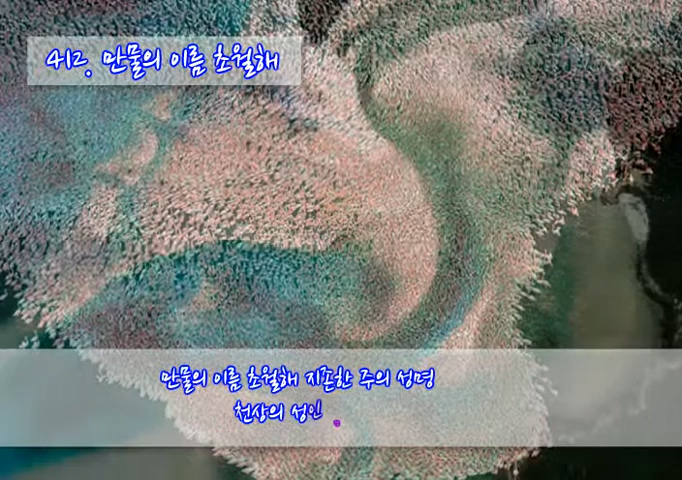 412. 만물의 이름 초월해
만물의 이름 초월해 지존한 주의 성명
천상의 성인